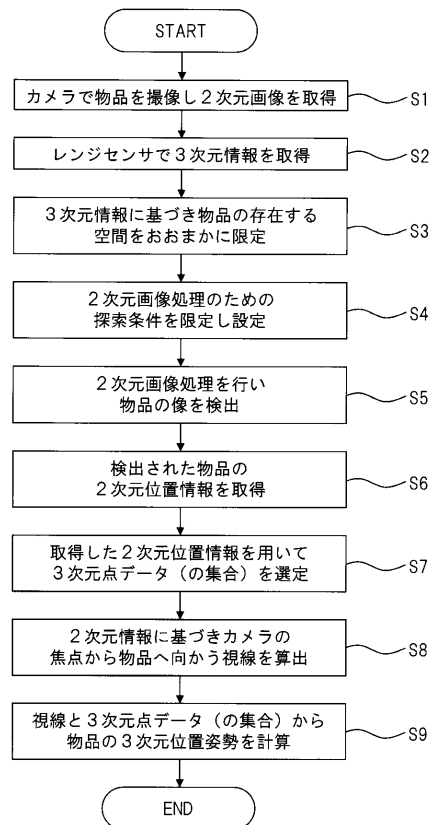 START
カメラで物品を撮像し2次元画像を取得
S1
レンジセンサで3次元情報を取得
S2
3次元情報に基づき物品の存在する
空間をおおまかに限定
S3
2次元画像処理のための
探索条件を限定し設定
S4
2次元画像処理を行い
物品の像を検出
S5
検出された物品の
2次元位置情報を取得
S6
取得した2次元位置情報を用いて
3次元点データ（の集合）を選定
S7
2次元情報に基づきカメラの
焦点から物品へ向かう視線を算出
S8
視線と3次元点データ（の集合）から
物品の3次元位置姿勢を計算
S9
END